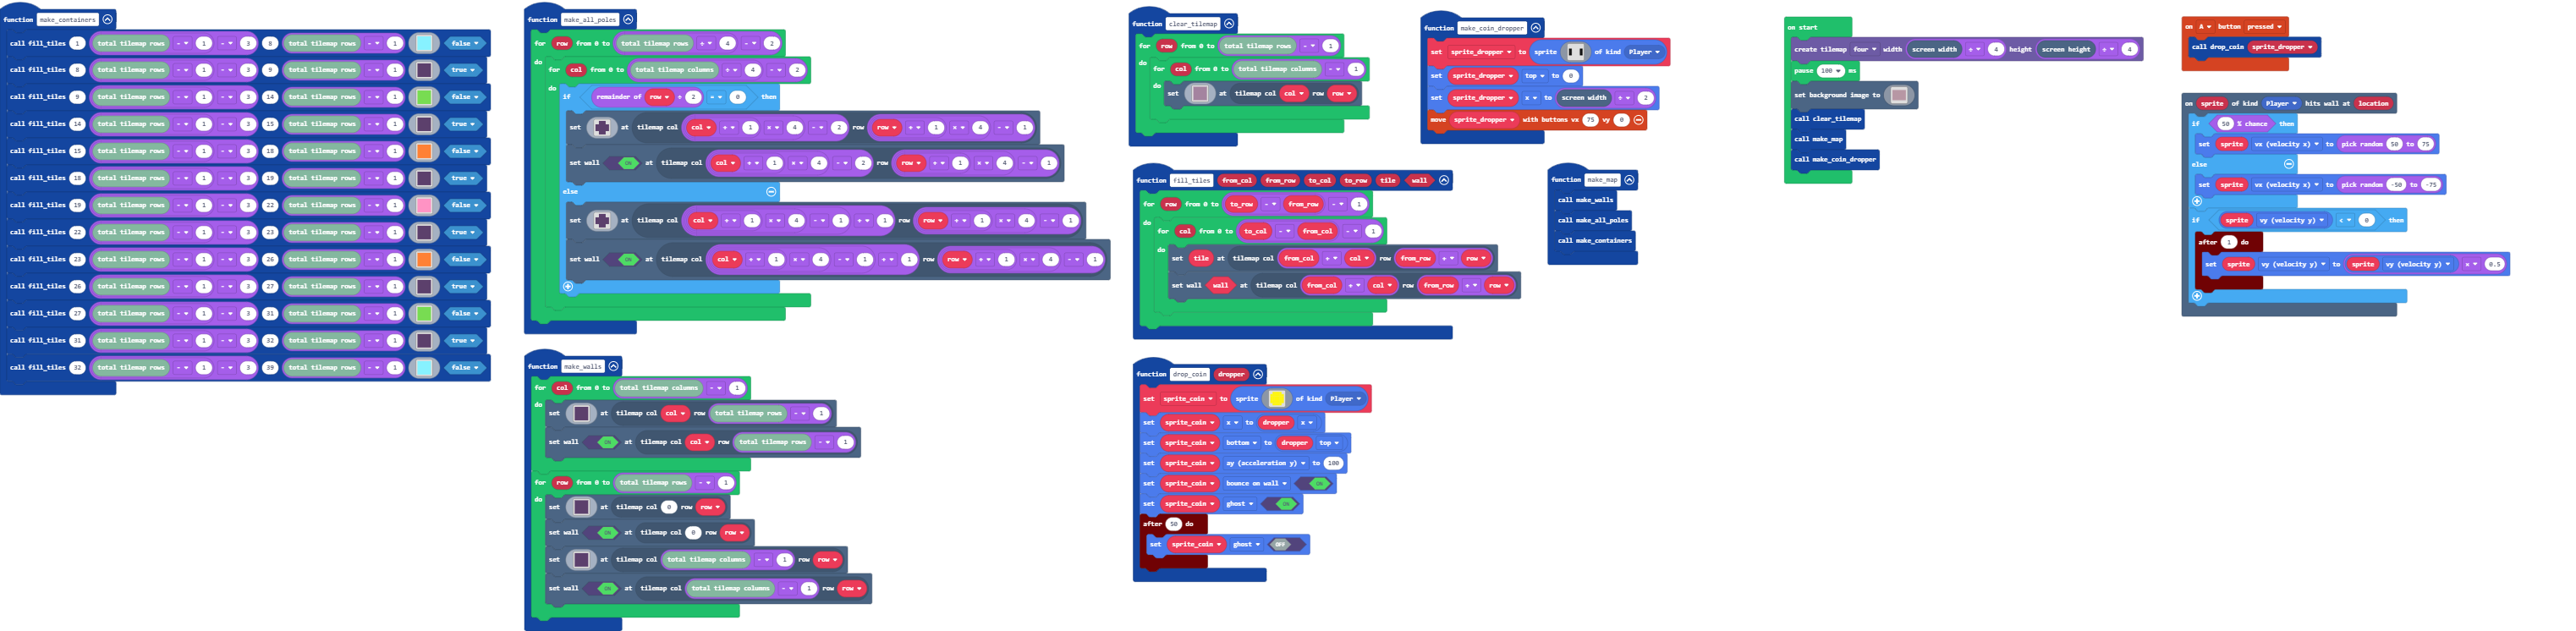 function make_containers
call fill_tiles 1 total tilemap rows - 1 - 3 8 total tilemap rows - 1 false
call fill_tiles 8 total tilemap rows - 1 - 3 9 total tilemap rows - 1 true
call fill_tiles 9 total tilemap rows - 1 - 3 14 total tilemap rows - 1 false
call fill_tiles 14 total tilemap rows - 1 - 3 15 total tilemap rows - 1 true
call fill_tiles 15 total tilemap rows - 1 - 3 18 total tilemap rows - 1 false
call fill_tiles 18 total tilemap rows - 1 - 3 19 total tilemap rows - 1 true
call fill_tiles 19 total tilemap rows - 1 - 3 22 total tilemap rows - 1 false
call fill_tiles 22 total tilemap rows - 1 - 3 23 total tilemap rows - 1 true
call fill_tiles 23 total tilemap rows - 1 - 3 26 total tilemap rows - 1 false
call fill_tiles 26 total tilemap rows - 1 - 3 27 total tilemap rows - 1 true
call fill_tiles 27 total tilemap rows - 1 - 3 31 total tilemap rows - 1 false
call fill_tiles 31 total tilemap rows - 1 - 3 32 total tilemap rows - 1 true
call fill_tiles 32 total tilemap rows - 1 - 3 39 total tilemap rows - 1 false
function make_all_poles
for row from 0 to total tilemap rows ÷ 4 - 2
do
for col from 0 to total tilemap columns ÷ 4 - 2
do
if remainder of row ÷ 2 = 0 then
set at tilemap col col + 1 × 4 - 2 row row + 1 × 4 - 1
set wall ON at tilemap col col + 1 × 4 - 2 row row + 1 × 4 - 1
else
set at tilemap col col + 1 × 4 - 1 + 1 row row + 1 × 4 - 1
set wall ON at tilemap col col + 1 × 4 - 1 + 1 row row + 1 × 4 - 1
function make_walls
for col from 0 to total tilemap columns - 1
do
set at tilemap col col row total tilemap rows - 1
set wall ON at tilemap col col row total tilemap rows - 1
for row from 0 to total tilemap rows - 1
do
set at tilemap col 0 row row
set wall ON at tilemap col 0 row row
set at tilemap col total tilemap columns - 1 row row
set wall ON at tilemap col total tilemap columns - 1 row row
function clear_tilemap
for row from 0 to total tilemap rows - 1
do
for col from 0 to total tilemap columns - 1
do
set at tilemap col col row row
function make_coin_dropper
set sprite_dropper to sprite of kind Player
set sprite_dropper top to 0
set sprite_dropper x to screen width ÷ 2
move sprite_dropper with buttons vx 75 vy 0
function fill_tiles from_col from_row to_col to_row tile wall
for row from 0 to to_row - from_row - 1
do
for col from 0 to to_col - from_col - 1
do
set tile at tilemap col from_col + col row from_row + row
set wall wall at tilemap col from_col + col row from_row + row
function make_map
call make_walls
call make_all_poles
call make_containers
function drop_coin dropper
set sprite_coin to sprite of kind Player
set sprite_coin x to dropper x
set sprite_coin bottom to dropper top
set sprite_coin ay (acceleration y) to 100
set sprite_coin bounce on wall ON
set sprite_coin ghost ON
after 50 do
set sprite_coin ghost OFF
on start
create tilemap four width screen width ÷ 4 height screen height ÷ 4
pause 100 ms
set background image to
call clear_tilemap
call make_map
call make_coin_dropper
on A button pressed
call drop_coin sprite_dropper
on sprite of kind Player hits wall at location
if 50 % chance then
set sprite vx (velocity x) to pick random 50 to 75
else
set sprite vx (velocity x) to pick random -50 to -75
if sprite vy (velocity y) < 0 then
after 1 do
set sprite vy (velocity y) to sprite vy (velocity y) × 0.5